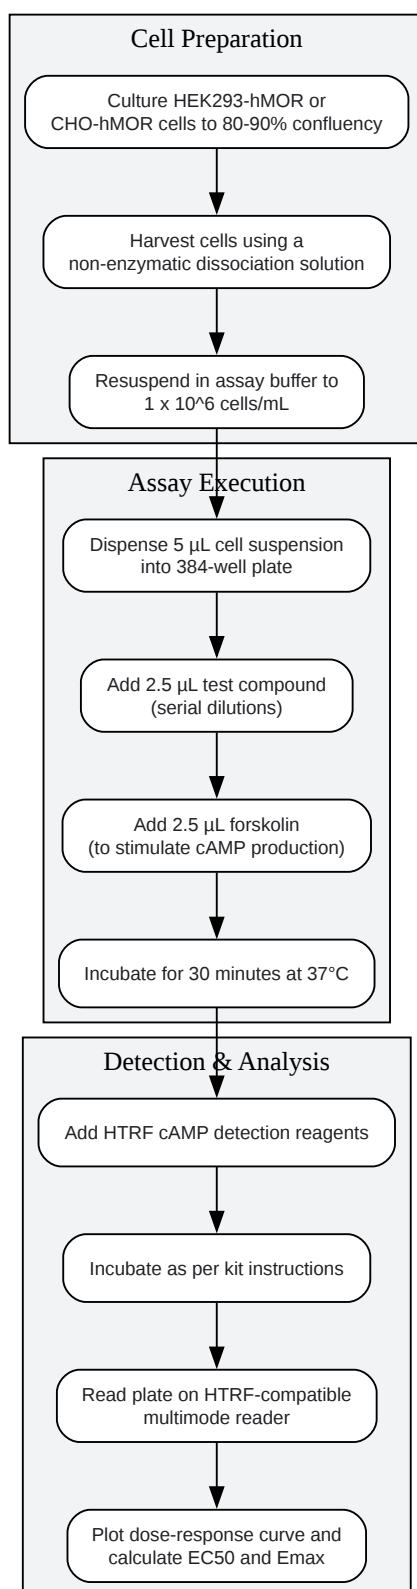 Cell Preparation
Culture HEK293-hMOR or
CHO-hMOR cells to 80-90% confluency
Harvest cells using a
non-enzymatic dissociation solution
Resuspend in assay buffer to
1 x 10^6 cells/mL
Assay Execution
Dispense 5 µL cell suspension
into 384-well plate
Add 2.5 µL test compound
(serial dilutions)
Add 2.5 µL forskolin
(to stimulate cAMP production)
Incubate for 30 minutes at 37°C
Detection & Analysis
Add HTRF cAMP detection reagents
Incubate as per kit instructions
Read plate on HTRF-compatible
multimode reader
Plot dose-response curve and
calculate EC50 and Emax